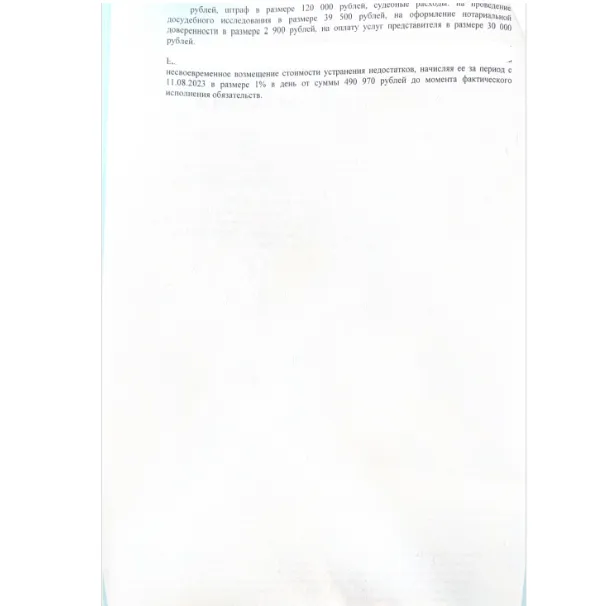 рублей, штраф в размере 120 000 рублей, судебные расходы: на проведение
досудебного исследования в размере 39 500 рублей, на оформление нотариальной
доверенности в размере 2 900 рублей, на оплату услуг представителя в размере 30 000
рублей.
несвоевременное возмещение стоимости устранения недостатков, начисляя ее за период с
11.08.2023 в размере 1% в день от суммы 490 970 рублей до момента фактического
исполнения обязательств.